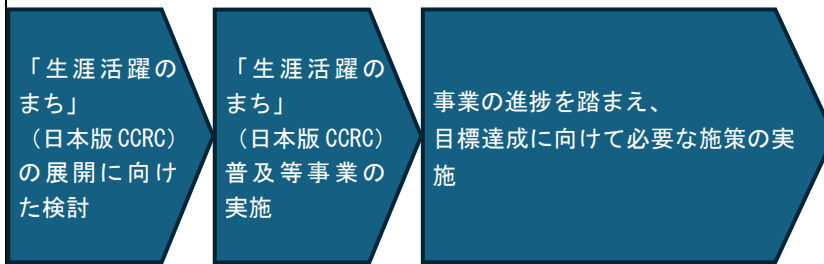 「生涯活躍の
まち」
（日本版CCRC）
の展開に向け
た検討
「生涯活躍の
まち」
（日本版CCRC）
普及等事業の
実施
事業の進捗を踏まえ、
目標達成に向けて必要な施策の実
施